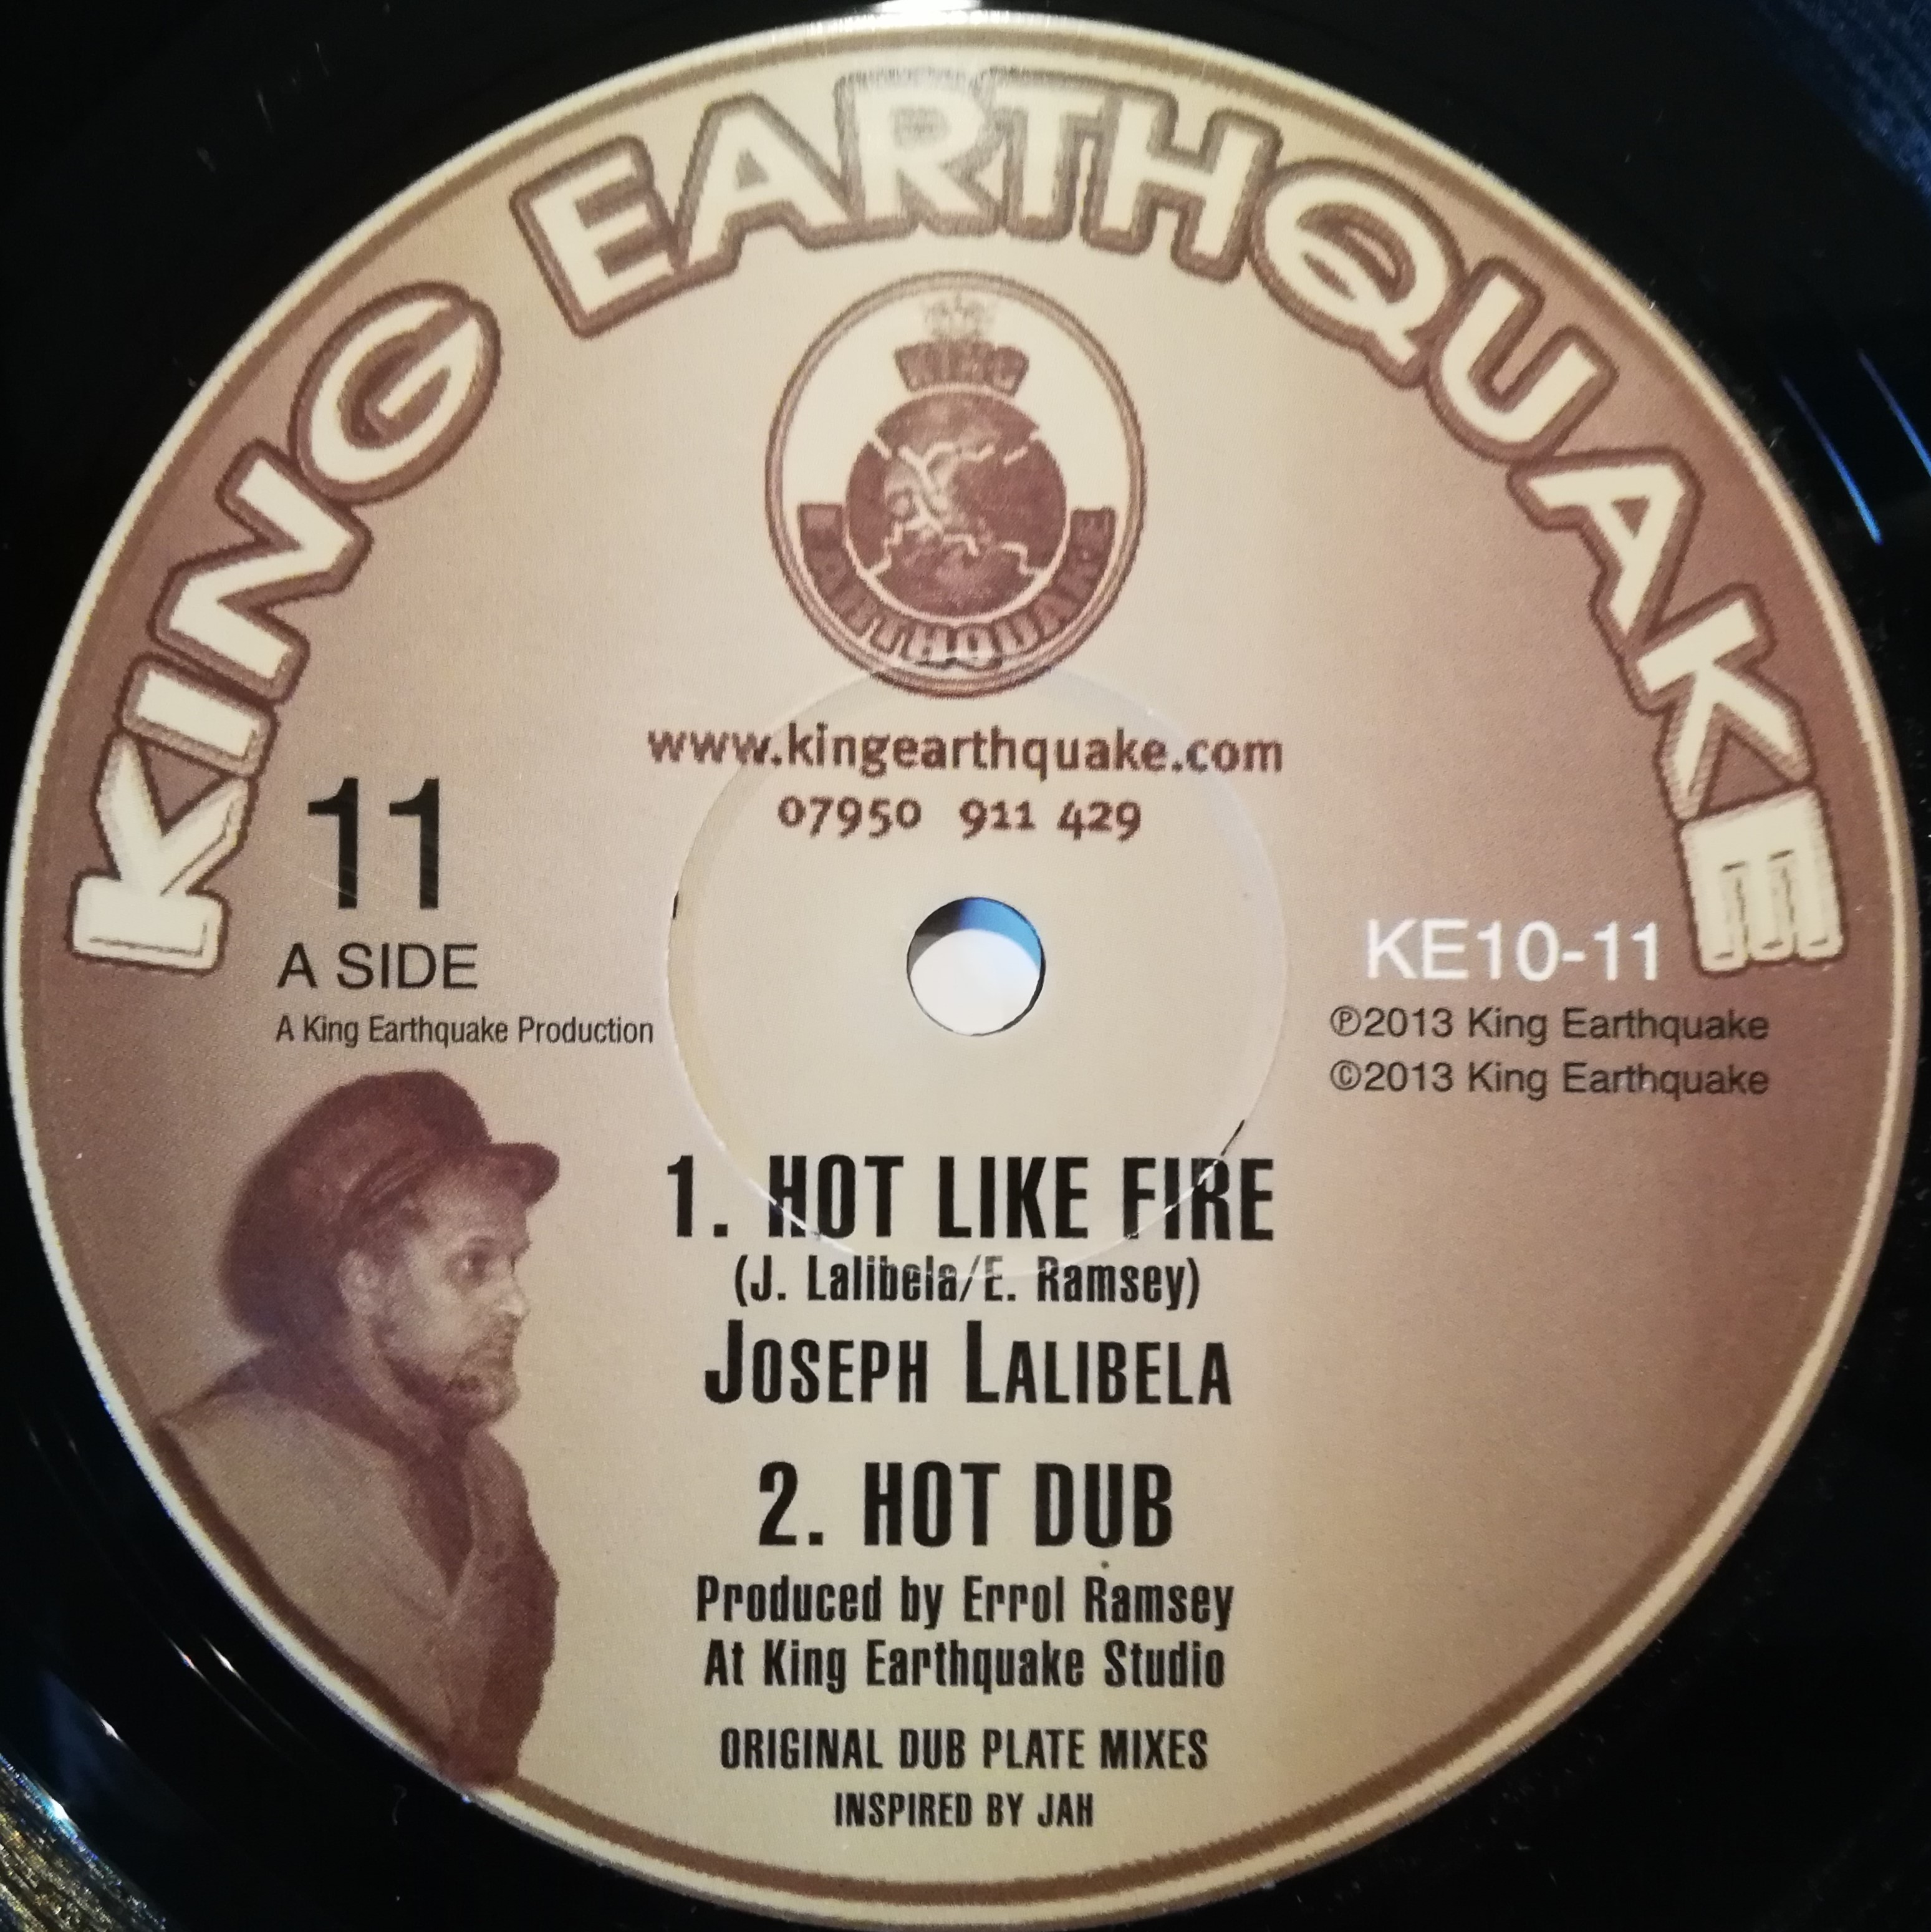 KING EARTHQUAKE
KING
EARTHQUAKE
www.kingearthquake.com
07950 911 429
11
A SIDE
A King Earthquake Production
KE10-11
℗2013 King Earthquake
©2013 King Earthquake
1. HOT LIKE FIRE
(J. Lalibela/E. Ramsey)
JOSEPH LALIBELA
2. HOT DUB
Produced by Errol Ramsey
At King Earthquake Studio
ORIGINAL DUB PLATE MIXES
INSPIRED BY JAH